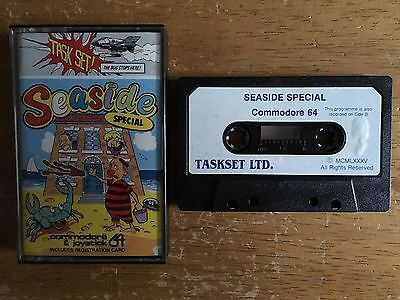 TASK SET!
THE BUG STOPS HERE!
Seaside
SPECIAL
commodore 64
& joystick
INCLUDES REGISTRATION CARD
SEASIDE SPECIAL
Commodore 64
This programme is also
recorded on Side B
TASKSET LTD.
© MCMLXXXV
All Rights Reserved